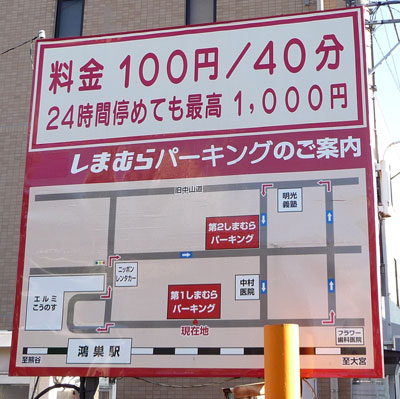 料金 100円/40分
24時間停めても最高 1,000円
しまむらパーキングのご案内
旧中山道
明光
義塾
第2しまむら
パーキング
ニッポン
レンタカー
中村
医院
エルミ
こうのす
第1しまむら
パーキング
現在地
フラワー
歯科医院
至熊谷
鴻巣駅
至大宮